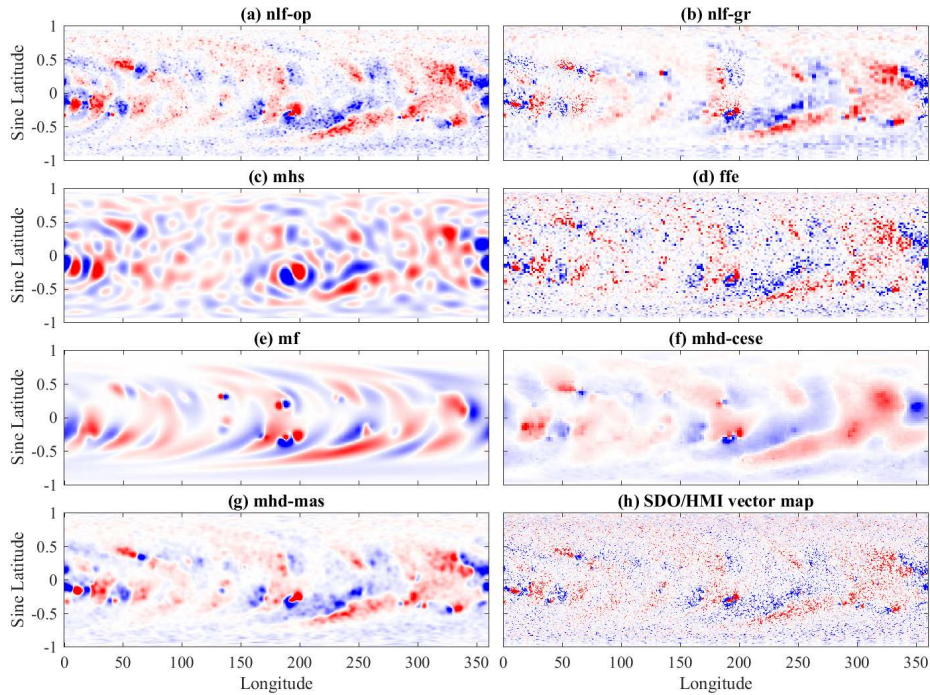 (a) nlf-op
(b) nlf-gr
Sine Latitude
1
0.5
0
-0.5
-1
(c) mhs
(d) ffe
Sine Latitude
1
0.5
0
-0.5
-1
(e) mf
(f) mhd-cese
Sine Latitude
1
0.5
0
-0.5
-1
(g) mhd-mas
(h) SDO/HMI vector map
Sine Latitude
1
0.5
0
-0.5
-1
0 50 100 150 200 250 300 350
0 50 100 150 200 250 300 350
Longitude
Longitude